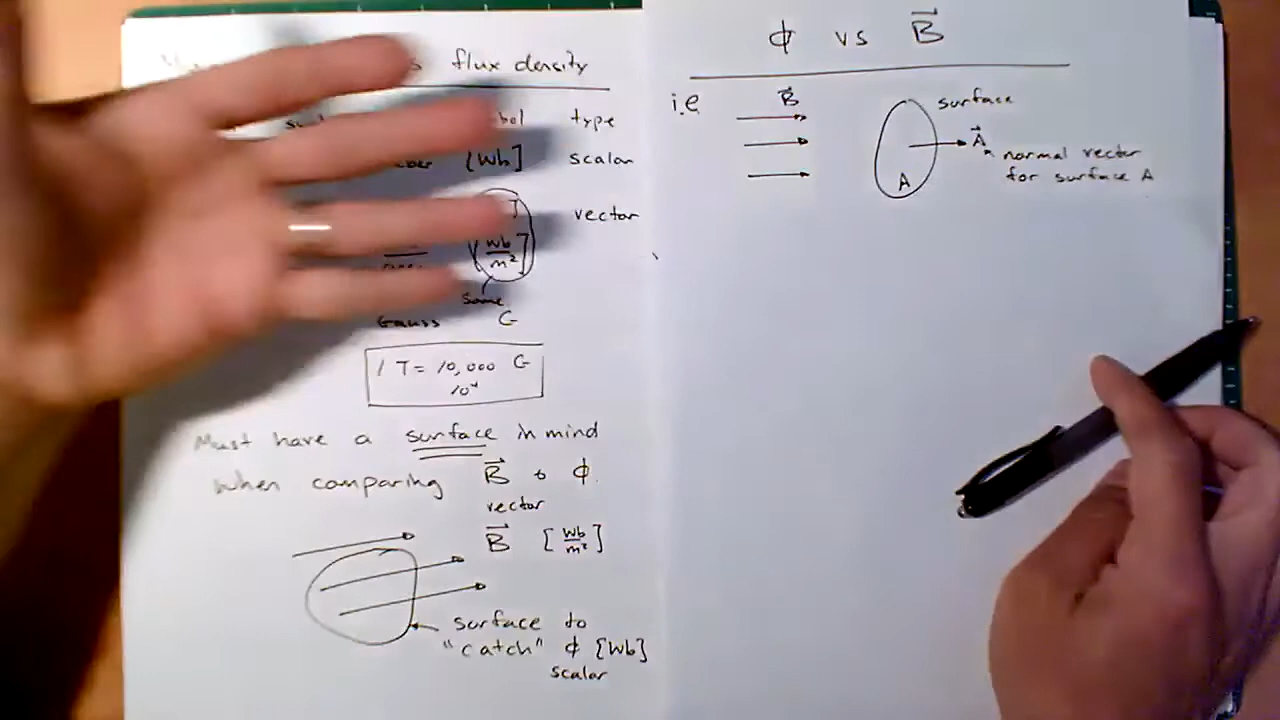 flux density
type
[Wb] scalar
T vector
[Wb/m²]
same
Gauss G
1 T = 10,000 G
10⁴
Must have a surface in mind
when comparing B⃗ to ϕ.
vector
B⃗ [Wb/m²]
surface to
"catch" ϕ [Wb]
scalar
ϕ vs B⃗
i.e B⃗ surface
A⃗ normal vector
for surface A
A